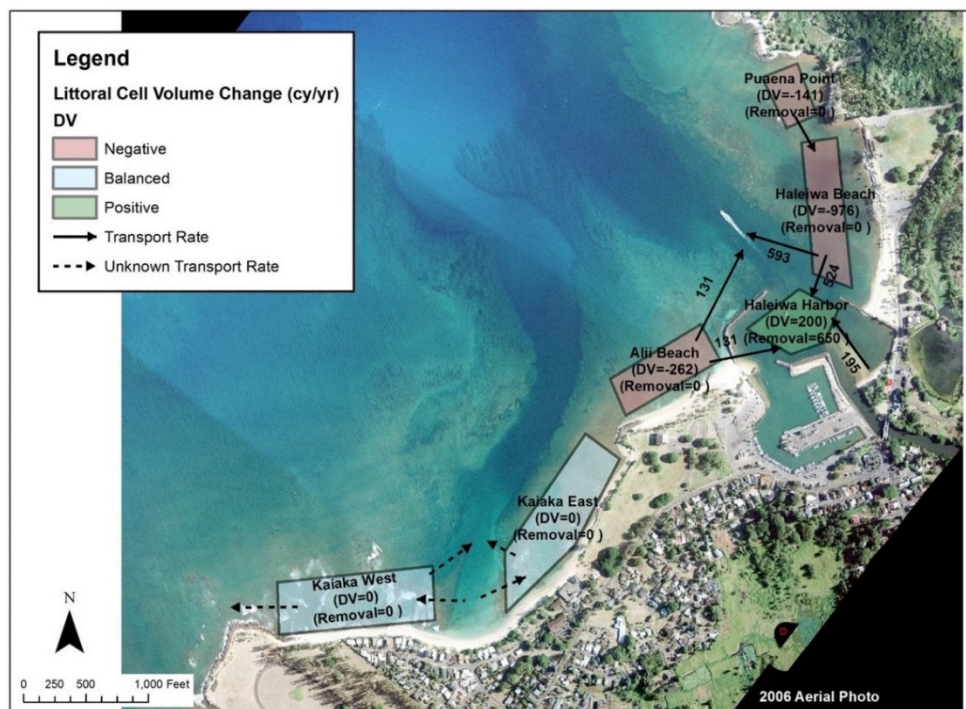 Legend
Littoral Cell Volume Change (cy/yr)
DV
Negative
Balanced
Positive
Transport Rate
Unknown Transport Rate
Puaena Point
(DV=-141)
(Removal=0 )
Haleiwa Beach
(DV=-976)
(Removal=0 )
593
524
131
Haleiwa Harbor
(DV=200)
(Removal=650 )
131
195
Alii Beach
(DV=-262)
(Removal=0 )
Kaiaka East
(DV=0)
(Removal=0 )
Kaiaka West
(DV=0)
(Removal=0 )
N
0 250 500 1,000 Feet
2006 Aerial Photo